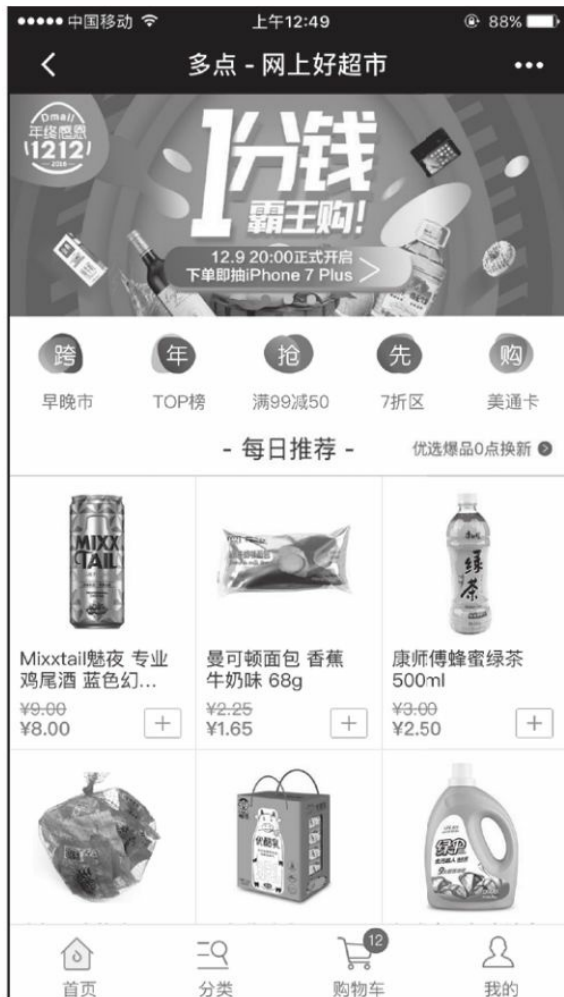 中国移动 上午12:49 88%
多点 - 网上好超市
Dmall
年终感恩
1212
2016
1分钱
霸王购!
12.9 20:00正式开启
下单即抽iPhone 7 Plus
跨 年 抢 先 购
早晚市 TOP榜 满99减50 7折区 美通卡
- 每日推荐 - 优选爆品0点换新
MIXX
TAIL
绿茶
Mixxtail魅夜 专业
鸡尾酒 蓝色幻...
¥9.00
¥8.00
曼可顿面包 香蕉
牛奶味 68g
¥2.25
¥1.65
康师傅蜂蜜绿茶
500ml
¥3.00
¥2.50
优酸乳
绿伞
12
首页 分类 购物车 我的